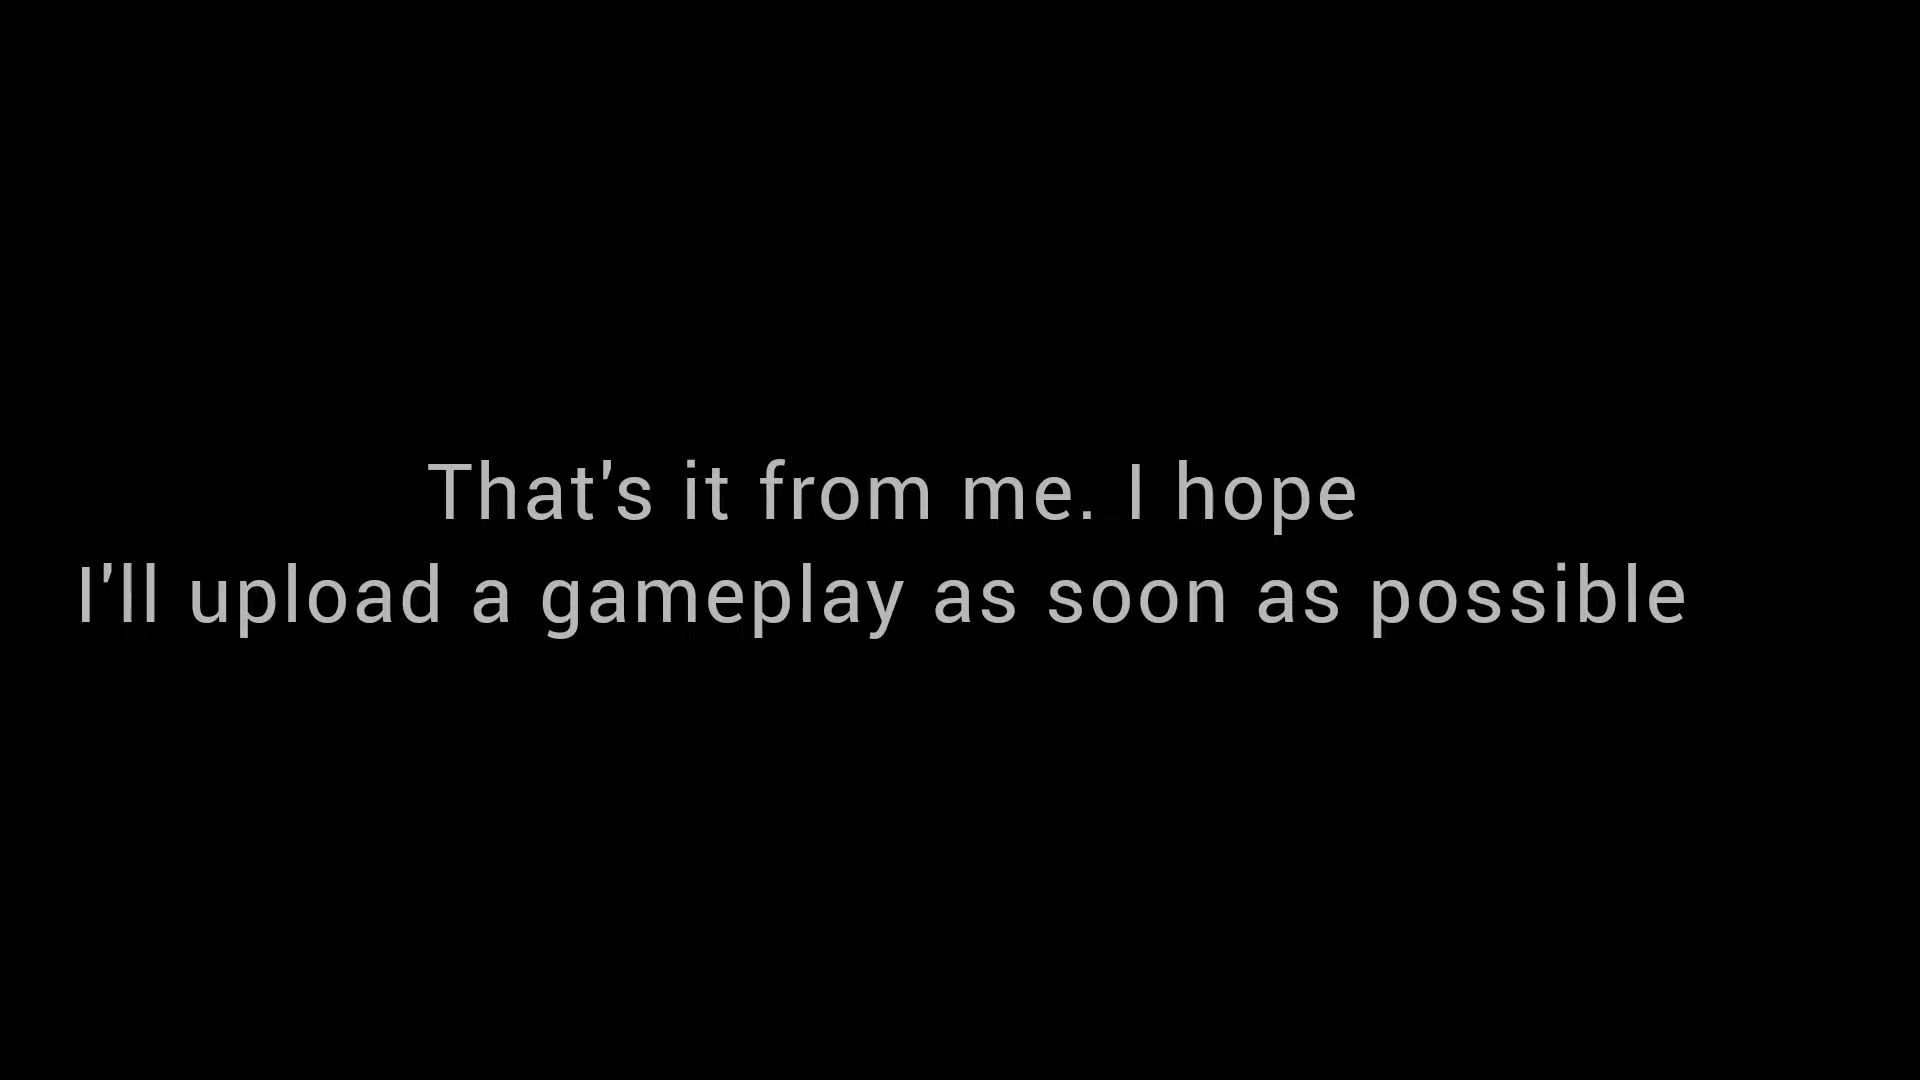 That's it from me. I hope
I'll upload a gameplay as soon as possible